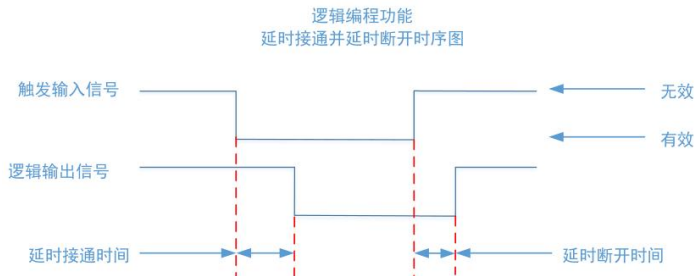 逻辑编程功能
延时接通并延时断开时序图
触发输入信号
无效
有效
逻辑输出信号
延时接通时间
延时断开时间